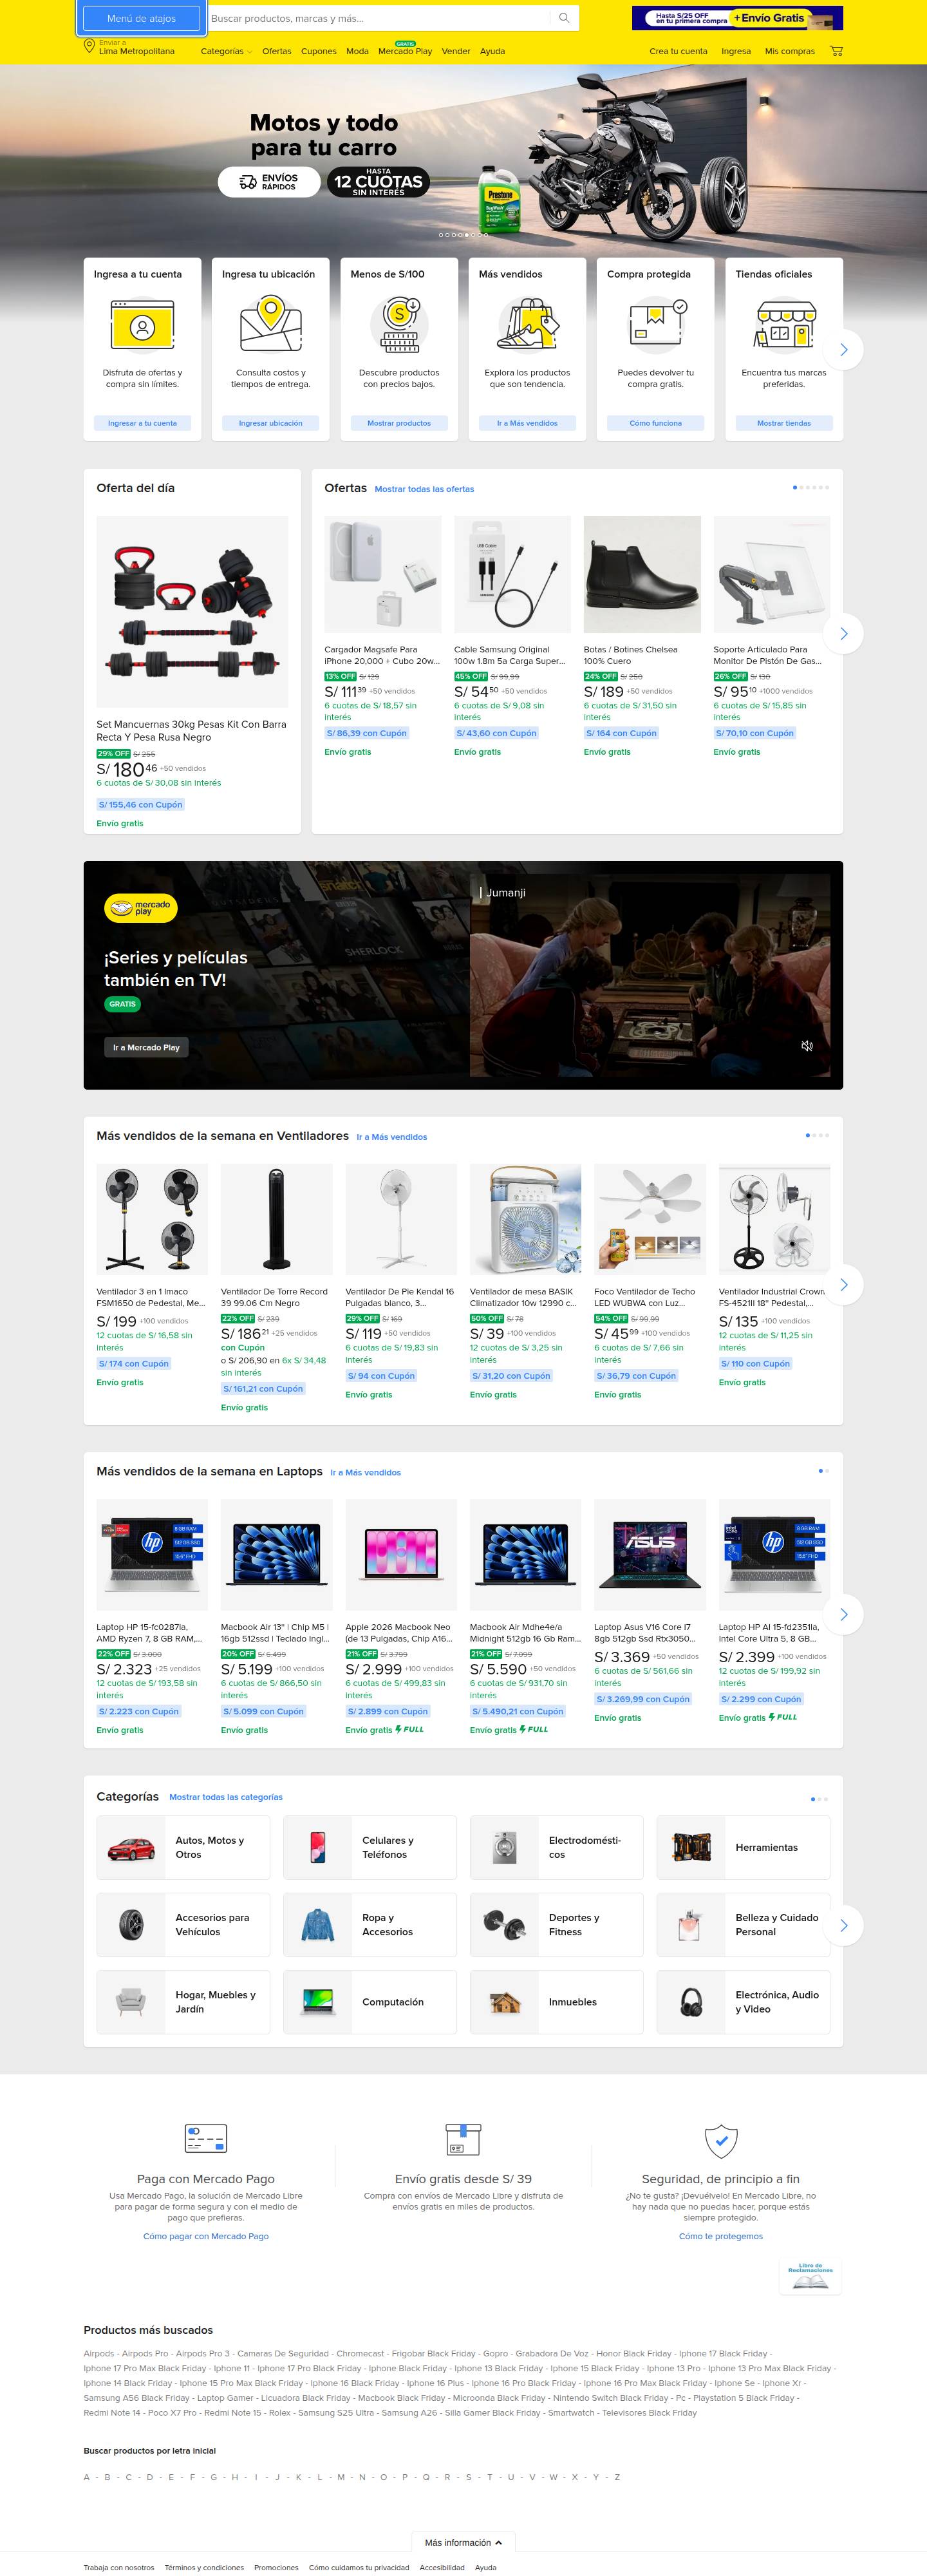 Menú de atajos
Buscar productos, marcas y más...
Hasta S/25 OFF
en tu primera compra
+Envío Gratis
Enviar a
Lima Metropolitana
Categorías
Ofertas
Cupones
Moda
GRATIS
Mercado Play
Vender
Ayuda
Crea tu cuenta
Ingresa
Mis compras
Motos y todo
para tu carro
ENVÍOS
RÁPIDOS
HASTA
12 CUOTAS
SIN INTERÉS
Prestone
Ingresa a tu cuenta
Disfruta de ofertas y
compra sin límites.
Ingresar a tu cuenta
Ingresa tu ubicación
Consulta costos y
tiempos de entrega.
Ingresar ubicación
Menos de S/100
Descubre productos
con precios bajos.
Mostrar productos
Más vendidos
Explora los productos
que son tendencia.
Ir a Más vendidos
Compra protegida
Puedes devolver tu
compra gratis.
Cómo funciona
Tiendas oficiales
Encuentra tus marcas
preferidas.
Mostrar tiendas
Oferta del día
Set Mancuernas 30kg Pesas Kit Con Barra
Recta Y Pesa Rusa Negro
29% OFF S/ 255
S/ 180 46 +50 vendidos
6 cuotas de S/ 30,08 sin interés
S/ 155,46 con Cupón
Envío gratis
Ofertas Mostrar todas las ofertas
Cargador Magsafe Para
iPhone 20,000 + Cubo 20w...
13% OFF S/ 129
S/ 111 39 +50 vendidos
6 cuotas de S/ 18,57 sin
interés
S/ 86,39 con Cupón
Envío gratis
USB Cable
SAMSUNG
Cable Samsung Original
100w 1.8m 5a Carga Super...
45% OFF S/ 99,99
S/ 54 50 +50 vendidos
6 cuotas de S/ 9,08 sin
interés
S/ 43,60 con Cupón
Envío gratis
Botas / Botines Chelsea
100% Cuero
24% OFF S/ 250
S/ 189 +50 vendidos
6 cuotas de S/ 31,50 sin
interés
S/ 164 con Cupón
Envío gratis
Soporte Articulado Para
Monitor De Pistón De Gas...
26% OFF S/ 130
S/ 95 10 +1000 vendidos
6 cuotas de S/ 15,85 sin
interés
S/ 70,10 con Cupón
Envío gratis
mercado
play
¡Series y películas
también en TV!
GRATIS
Ir a Mercado Play
SHERLOCK
Jumanji
Más vendidos de la semana en Ventiladores Ir a Más vendidos
Ventilador 3 en 1 Imaco
FSM1650 de Pedestal, Me...
S/ 199 +100 vendidos
12 cuotas de S/ 16,58 sin
interés
S/ 174 con Cupón
Envío gratis
Ventilador De Torre Record
39 99.06 Cm Negro
22% OFF S/ 239
S/ 186 21 +25 vendidos
con Cupón
o S/ 206,90 en 6x S/ 34,48
sin interés
S/ 161,21 con Cupón
Envío gratis
Ventilador De Pie Kendal 16
Pulgadas blanco, 3...
29% OFF S/ 169
S/ 119 +50 vendidos
6 cuotas de S/ 19,83 sin
interés
S/ 94 con Cupón
Envío gratis
Ventilador de mesa BASIK
Climatizador 10w 12990 c...
50% OFF S/ 78
S/ 39 +100 vendidos
12 cuotas de S/ 3,25 sin
interés
S/ 31,20 con Cupón
Envío gratis
Foco Ventilador de Techo
LED WUBWA con Luz...
54% OFF S/ 99,99
S/ 45 99 +100 vendidos
6 cuotas de S/ 7,66 sin
interés
S/ 36,79 con Cupón
Envío gratis
Ventilador Industrial Crown
FS-4521II 18'' Pedestal,...
S/ 135 +100 vendidos
12 cuotas de S/ 11,25 sin
interés
S/ 110 con Cupón
Envío gratis
Más vendidos de la semana en Laptops Ir a Más vendidos
hp
8 GB RAM
512 GB SSD
15,6" FHD
Laptop HP 15-fc0287la,
AMD Ryzen 7, 8 GB RAM,...
22% OFF S/ 3.000
S/ 2.323 +25 vendidos
12 cuotas de S/ 193,58 sin
interés
S/ 2.223 con Cupón
Envío gratis
Macbook Air 13'' | Chip M5 |
16gb 512ssd | Teclado Ingl...
20% OFF S/ 6.499
S/ 5.199 +100 vendidos
6 cuotas de S/ 866,50 sin
interés
S/ 5.099 con Cupón
Envío gratis
Apple 2026 Macbook Neo
(de 13 Pulgadas, Chip A16...
21% OFF S/ 3.799
S/ 2.999 +100 vendidos
6 cuotas de S/ 499,83 sin
interés
S/ 2.899 con Cupón
Envío gratis FULL
Macbook Air Mdhe4e/a
Midnight 512gb 16 Gb Ram...
21% OFF S/ 7.099
S/ 5.590 +50 vendidos
6 cuotas de S/ 931,70 sin
interés
S/ 5.490,21 con Cupón
Envío gratis FULL
ASUS
Laptop Asus V16 Core I7
8gb 512gb Ssd Rtx3050...
S/ 3.369 +50 vendidos
6 cuotas de S/ 561,66 sin
interés
S/ 3.269,99 con Cupón
Envío gratis
intel
hp
8 GB RAM
512 GB SSD
15,6" FHD
Laptop HP AI 15-fd2351la,
Intel Core Ultra 5, 8 GB...
S/ 2.399 +100 vendidos
12 cuotas de S/ 199,92 sin
interés
S/ 2.299 con Cupón
Envío gratis FULL
Categorías Mostrar todas las categorías
Autos, Motos y
Otros
Celulares y
Teléfonos
Electrodomésti-
cos
Herramientas
Accesorios para
Vehículos
Ropa y
Accesorios
Deportes y
Fitness
Belleza y Cuidado
Personal
Hogar, Muebles y
Jardín
Computación
Inmuebles
Electrónica, Audio
y Video
Paga con Mercado Pago
Usa Mercado Pago, la solución de Mercado Libre
para pagar de forma segura y con el medio de
pago que prefieras.
Cómo pagar con Mercado Pago
Envío gratis desde S/ 39
Compra con envíos de Mercado Libre y disfruta de
envíos gratis en miles de productos.
Seguridad, de principio a fin
¿No te gusta? ¡Devuélvelo! En Mercado Libre, no
hay nada que no puedas hacer, porque estás
siempre protegido.
Cómo te protegemos
Libro de
Reclamaciones
Productos más buscados
Airpods - Airpods Pro - Airpods Pro 3 - Camaras De Seguridad - Chromecast - Frigobar Black Friday - Gopro - Grabadora De Voz - Honor Black Friday - Iphone 17 Black Friday -
Iphone 17 Pro Max Black Friday - Iphone 11 - Iphone 17 Pro Black Friday - Iphone Black Friday - Iphone 13 Black Friday - Iphone 15 Black Friday - Iphone 13 Pro - Iphone 13 Pro Max Black Friday -
Iphone 14 Black Friday - Iphone 15 Pro Max Black Friday - Iphone 16 Black Friday - Iphone 16 Plus - Iphone 16 Pro Black Friday - Iphone 16 Pro Max Black Friday - Iphone Se - Iphone Xr -
Samsung A56 Black Friday - Laptop Gamer - Licuadora Black Friday - Macbook Black Friday - Microonda Black Friday - Nintendo Switch Black Friday - Pc - Playstation 5 Black Friday -
Redmi Note 14 - Poco X7 Pro - Redmi Note 15 - Rolex - Samsung S25 Ultra - Samsung A26 - Silla Gamer Black Friday - Smartwatch - Televisores Black Friday
Buscar productos por letra inicial
A - B - C - D - E - F - G - H - I - J - K - L - M - N - O - P - Q - R - S - T - U - V - W - X - Y - Z
Más información
Trabaja con nosotros
Términos y condiciones
Promociones
Cómo cuidamos tu privacidad
Accesibilidad
Ayuda